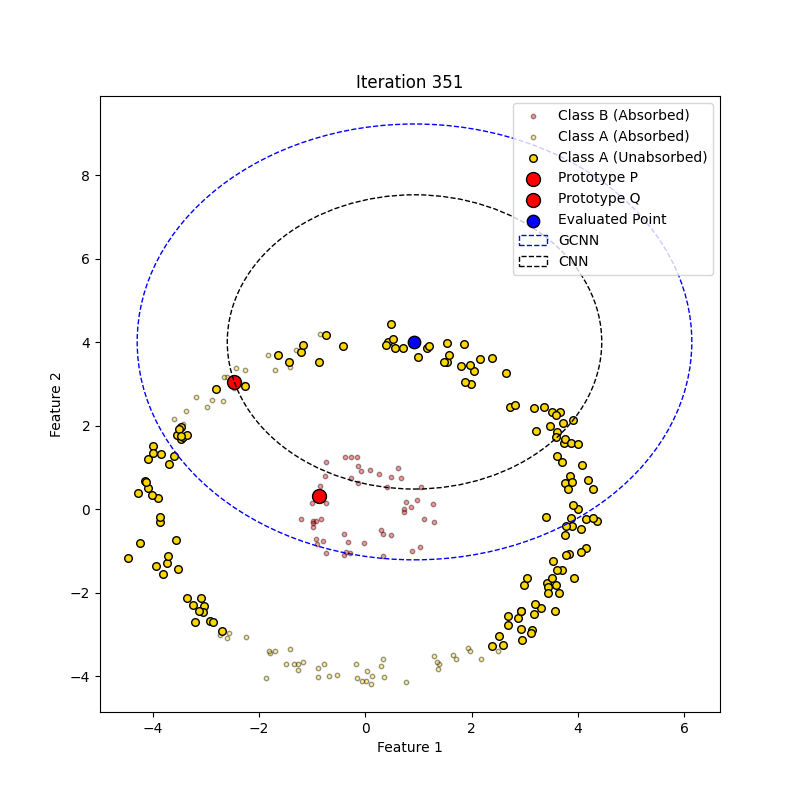 Iteration 351
Class B (Absorbed)
Class A (Absorbed)
Class A (Unabsorbed)
Prototype P
Prototype Q
Evaluated Point
GCNN
CNN
8
6
4
2
0
−2
−4
Feature 2
−4 −2 0 2 4 6
Feature 1